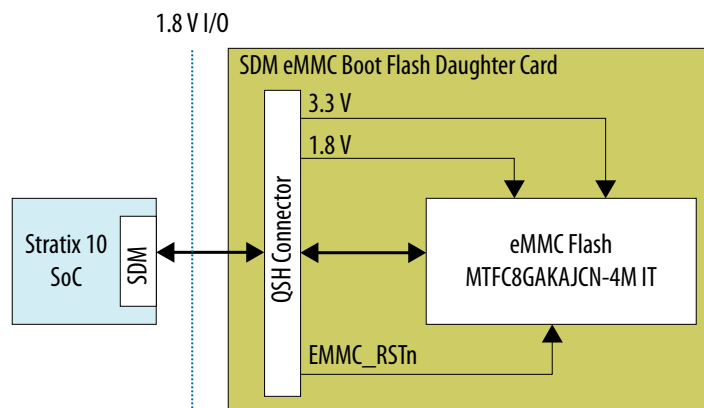 1.8 V I/O
SDM eMMC Boot Flash Daughter Card
3.3 V
1.8 V
Stratix 10
SoC
SDM
QSH Connector
eMMC Flash
MTFC8GAKAJCN-4M IT
EMMC_RSTn